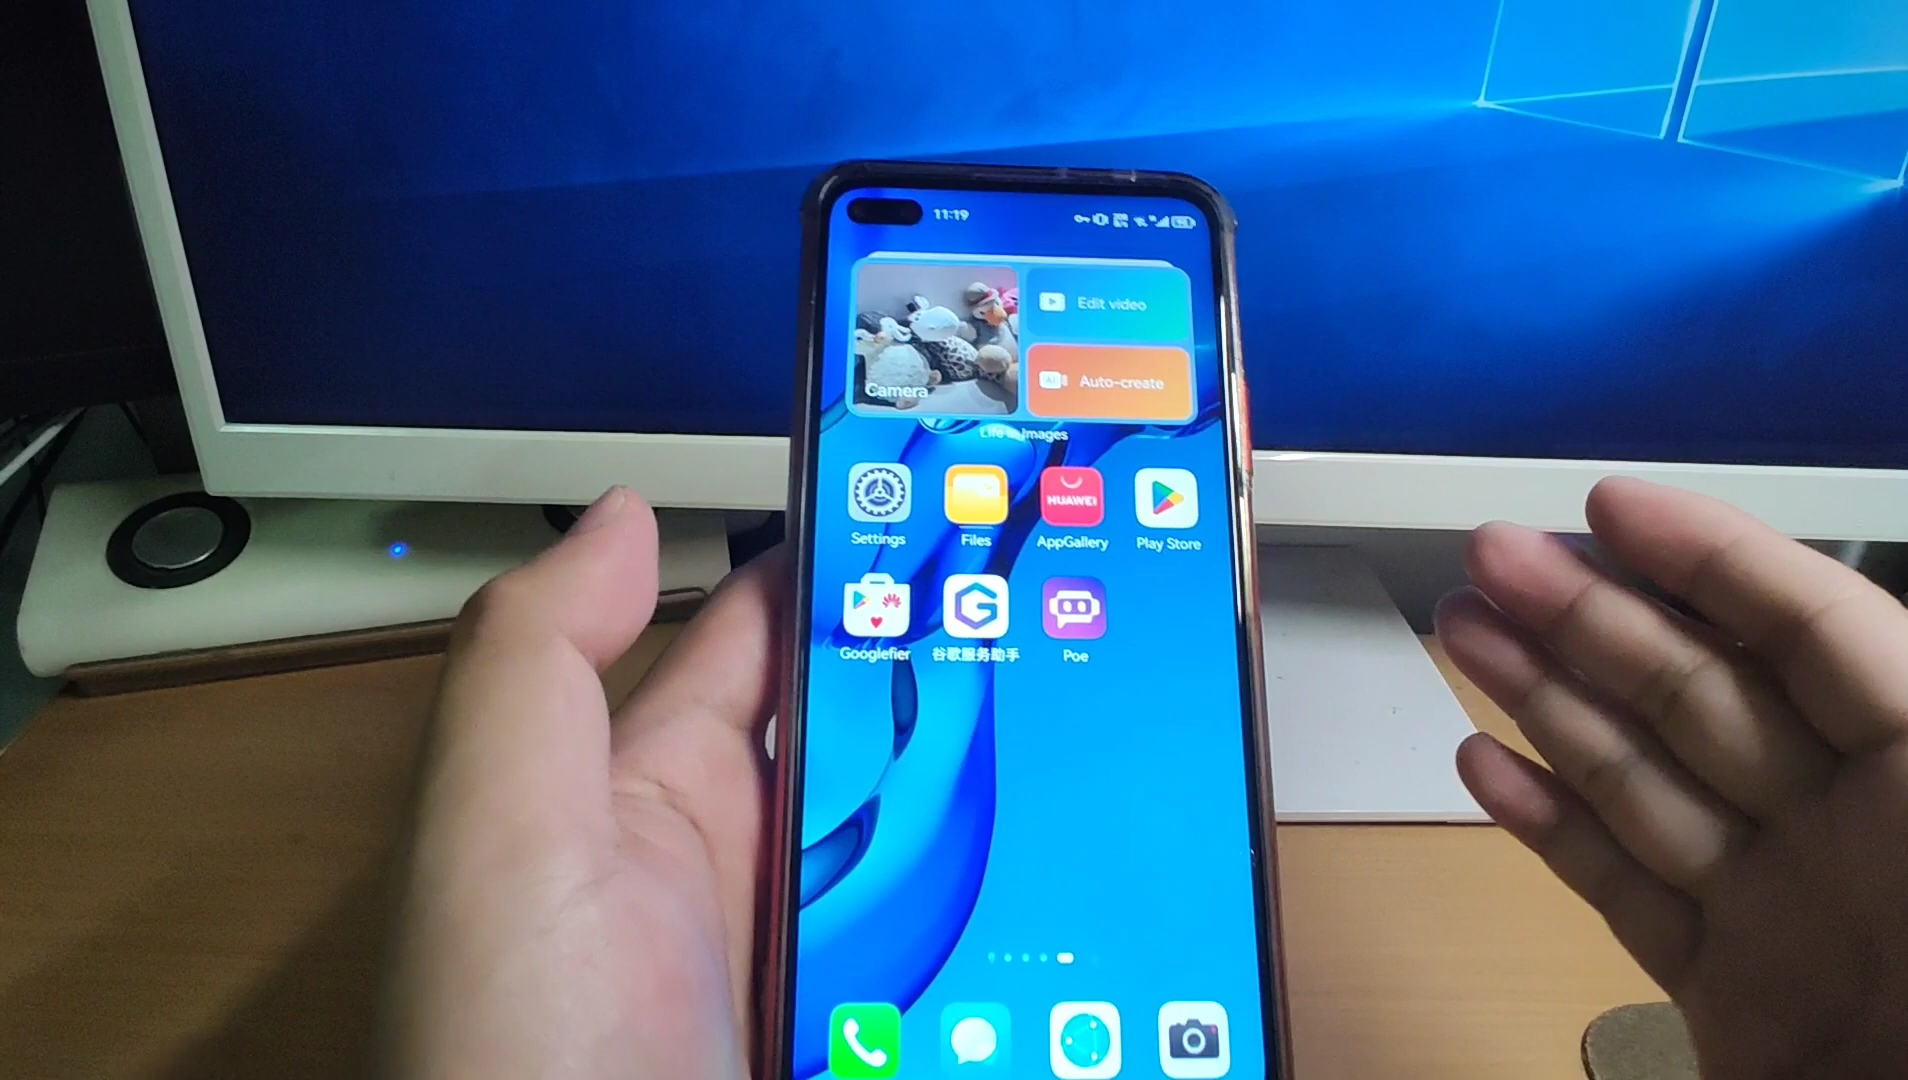 11:19
Edit video
Camera
AI
Auto-create
Life in Images
HUAWEI
Settings
Files
AppGallery
Play Store
Googlefier
谷歌服务助手
Poe